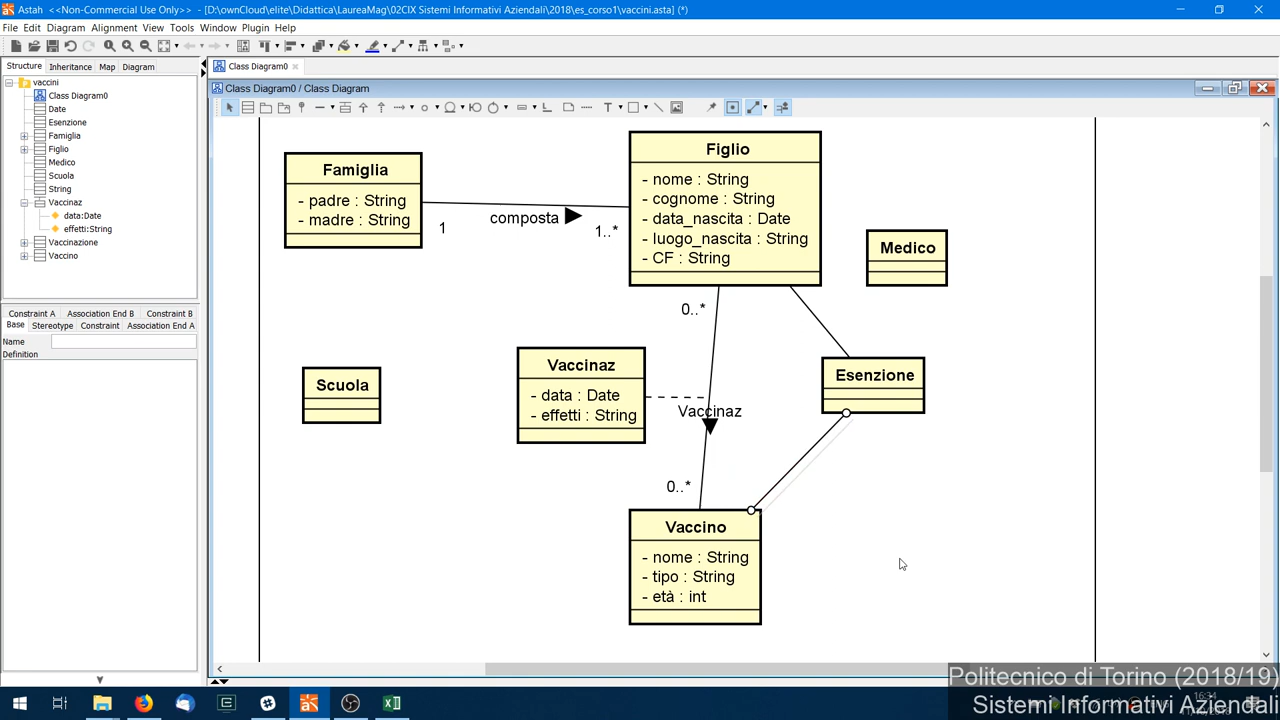 Astah <<Non-Commercial Use Only>> - [D:\ownCloud\elite\Didattica\LaureaMag\02CIX Sistemi Informativi Aziendali\2018\es_corso1\vaccini.asta] (*)
File Edit Diagram Alignment View Tools Window Plugin Help
Structure Inheritance Map Diagram
Class Diagram0
vaccini
Class Diagram0
Date
Esenzione
Famiglia
Figlio
Medico
Scuola
String
Vaccinaz
data:Date
effetti:String
Vaccinazione
Vaccino
Constraint A Association End B Constraint B
Base Stereotype Constraint Association End A
Name
Definition
Class Diagram0 / Class Diagram
Famiglia
- padre : String
- madre : String
1
composta
1..*
Figlio
- nome : String
- cognome : String
- data_nascita : Date
- luogo_nascita : String
- CF : String
Medico
0..*
Scuola
Vaccinaz
- data : Date
- effetti : String
Vaccinaz
Esenzione
0..*
Vaccino
- nome : String
- tipo : String
- età : int
Politecnico di Torino (2018/19)
Sistemi Informativi Aziendali